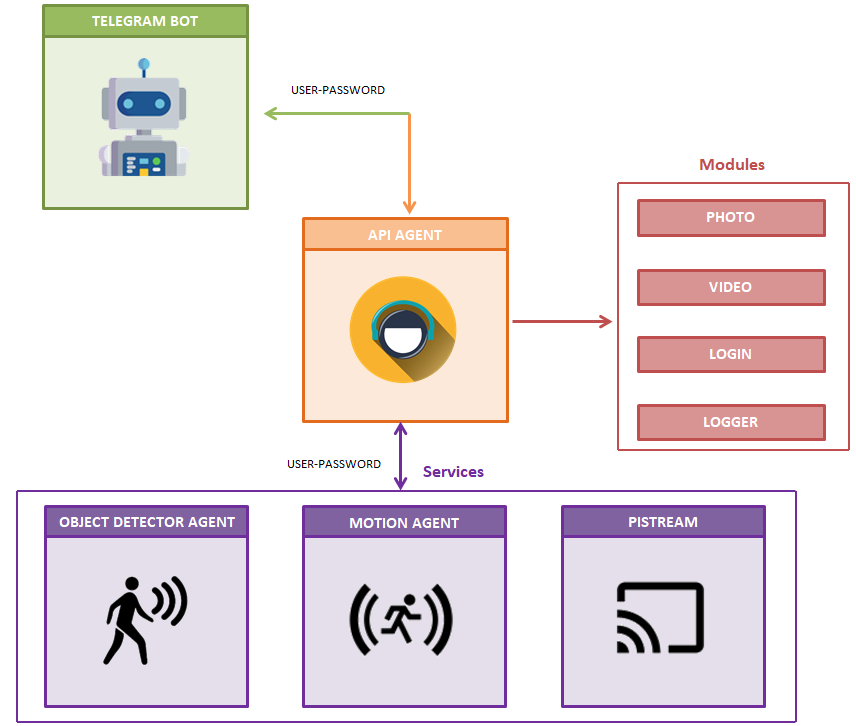 TELEGRAM BOT
USER-PASSWORD
Modules
PHOTO
API AGENT
VIDEO
LOGIN
LOGGER
USER-PASSWORD
Services
OBJECT DETECTOR AGENT
MOTION AGENT
PISTREAM